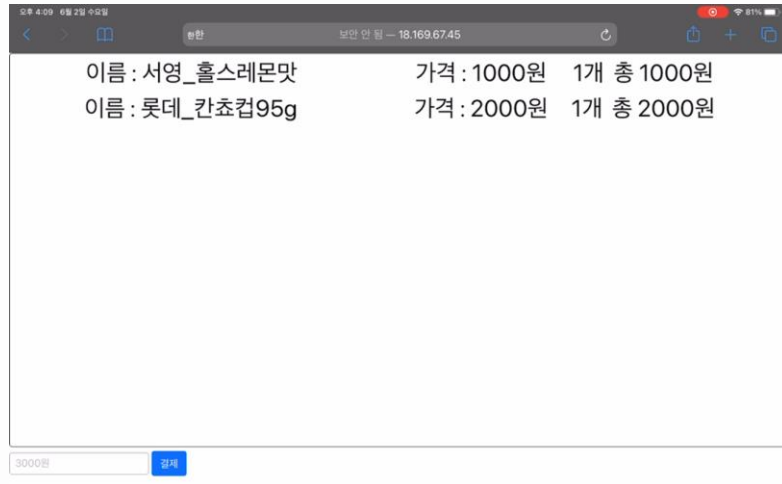 오후 4:09 6월 2일 수요일
81%
한한 보안 안 됨 — 18.169.67.45
이름 : 서영_홀스레몬맛 가격 : 1000원 1개 총 1000원
이름 : 롯데_칸쵸컵95g 가격 : 2000원 1개 총 2000원
3000원 결제